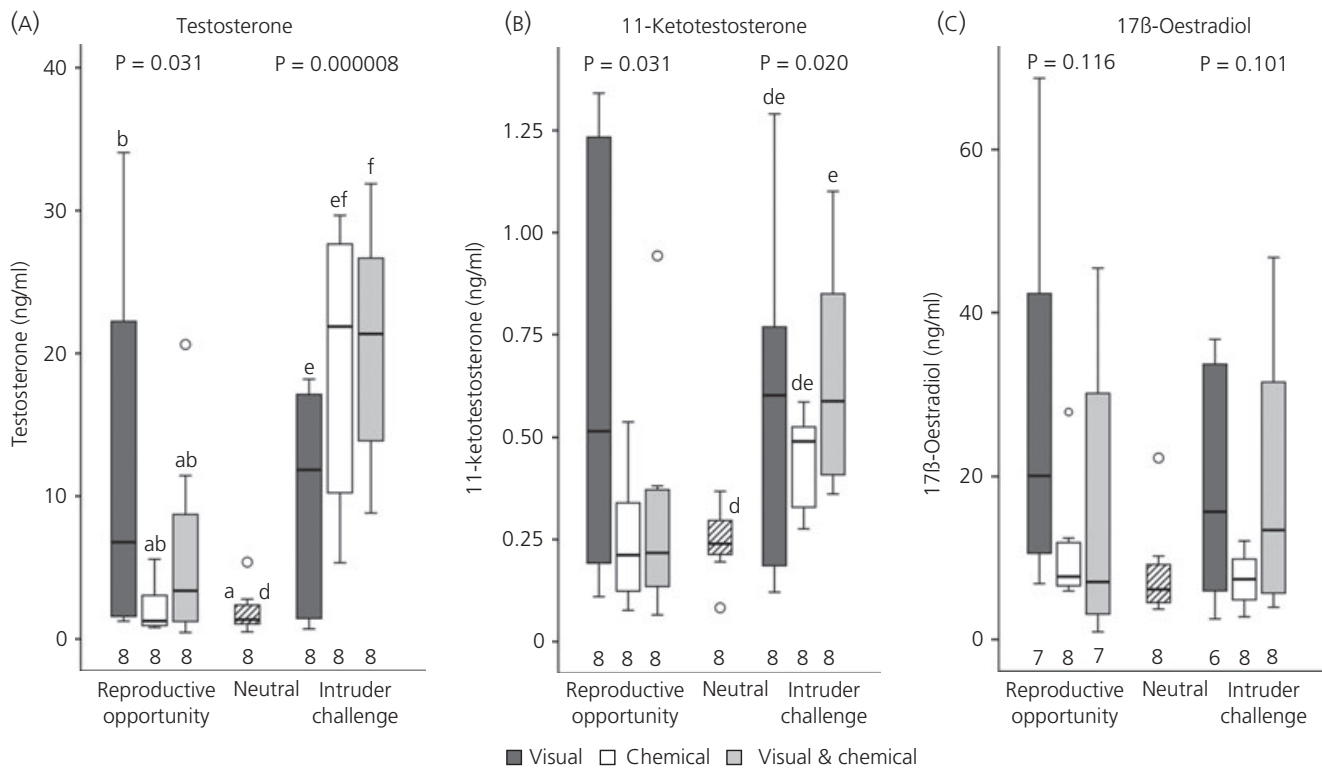 (A)
Testosterone
P = 0.031
P = 0.000008
Testosterone (ng/ml)
40
30
20
10
0
b
ab
ab
a
d
e
ef
f
8 8 8 8 8 8 8
Reproductive opportunity
Neutral
Intruder challenge
(B)
11-Ketotestosterone
P = 0.031
P = 0.020
11-ketotestosterone (ng/ml)
1.25
1.00
0.75
0.50
0.25
0
d
de
de
e
8 8 8 8 8 8 8
Reproductive opportunity
Neutral
Intruder challenge
(C)
17ß-Oestradiol
P = 0.116
P = 0.101
17ß-Oestradiol (ng/ml)
60
40
20
0
7 8 7 8 6 8 8
Reproductive opportunity
Neutral
Intruder challenge
Visual
Chemical
Visual & chemical